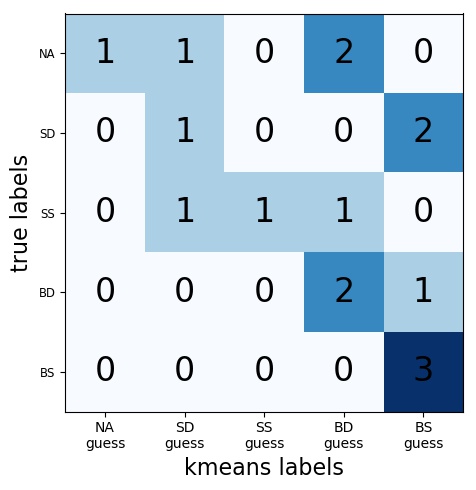 NA 1 1 0 2 0
SD 0 1 0 0 2
SS 0 1 1 1 0
BD 0 0 0 2 1
BS 0 0 0 0 3
true labels
NA SD SS BD BS
guess guess guess guess guess
kmeans labels